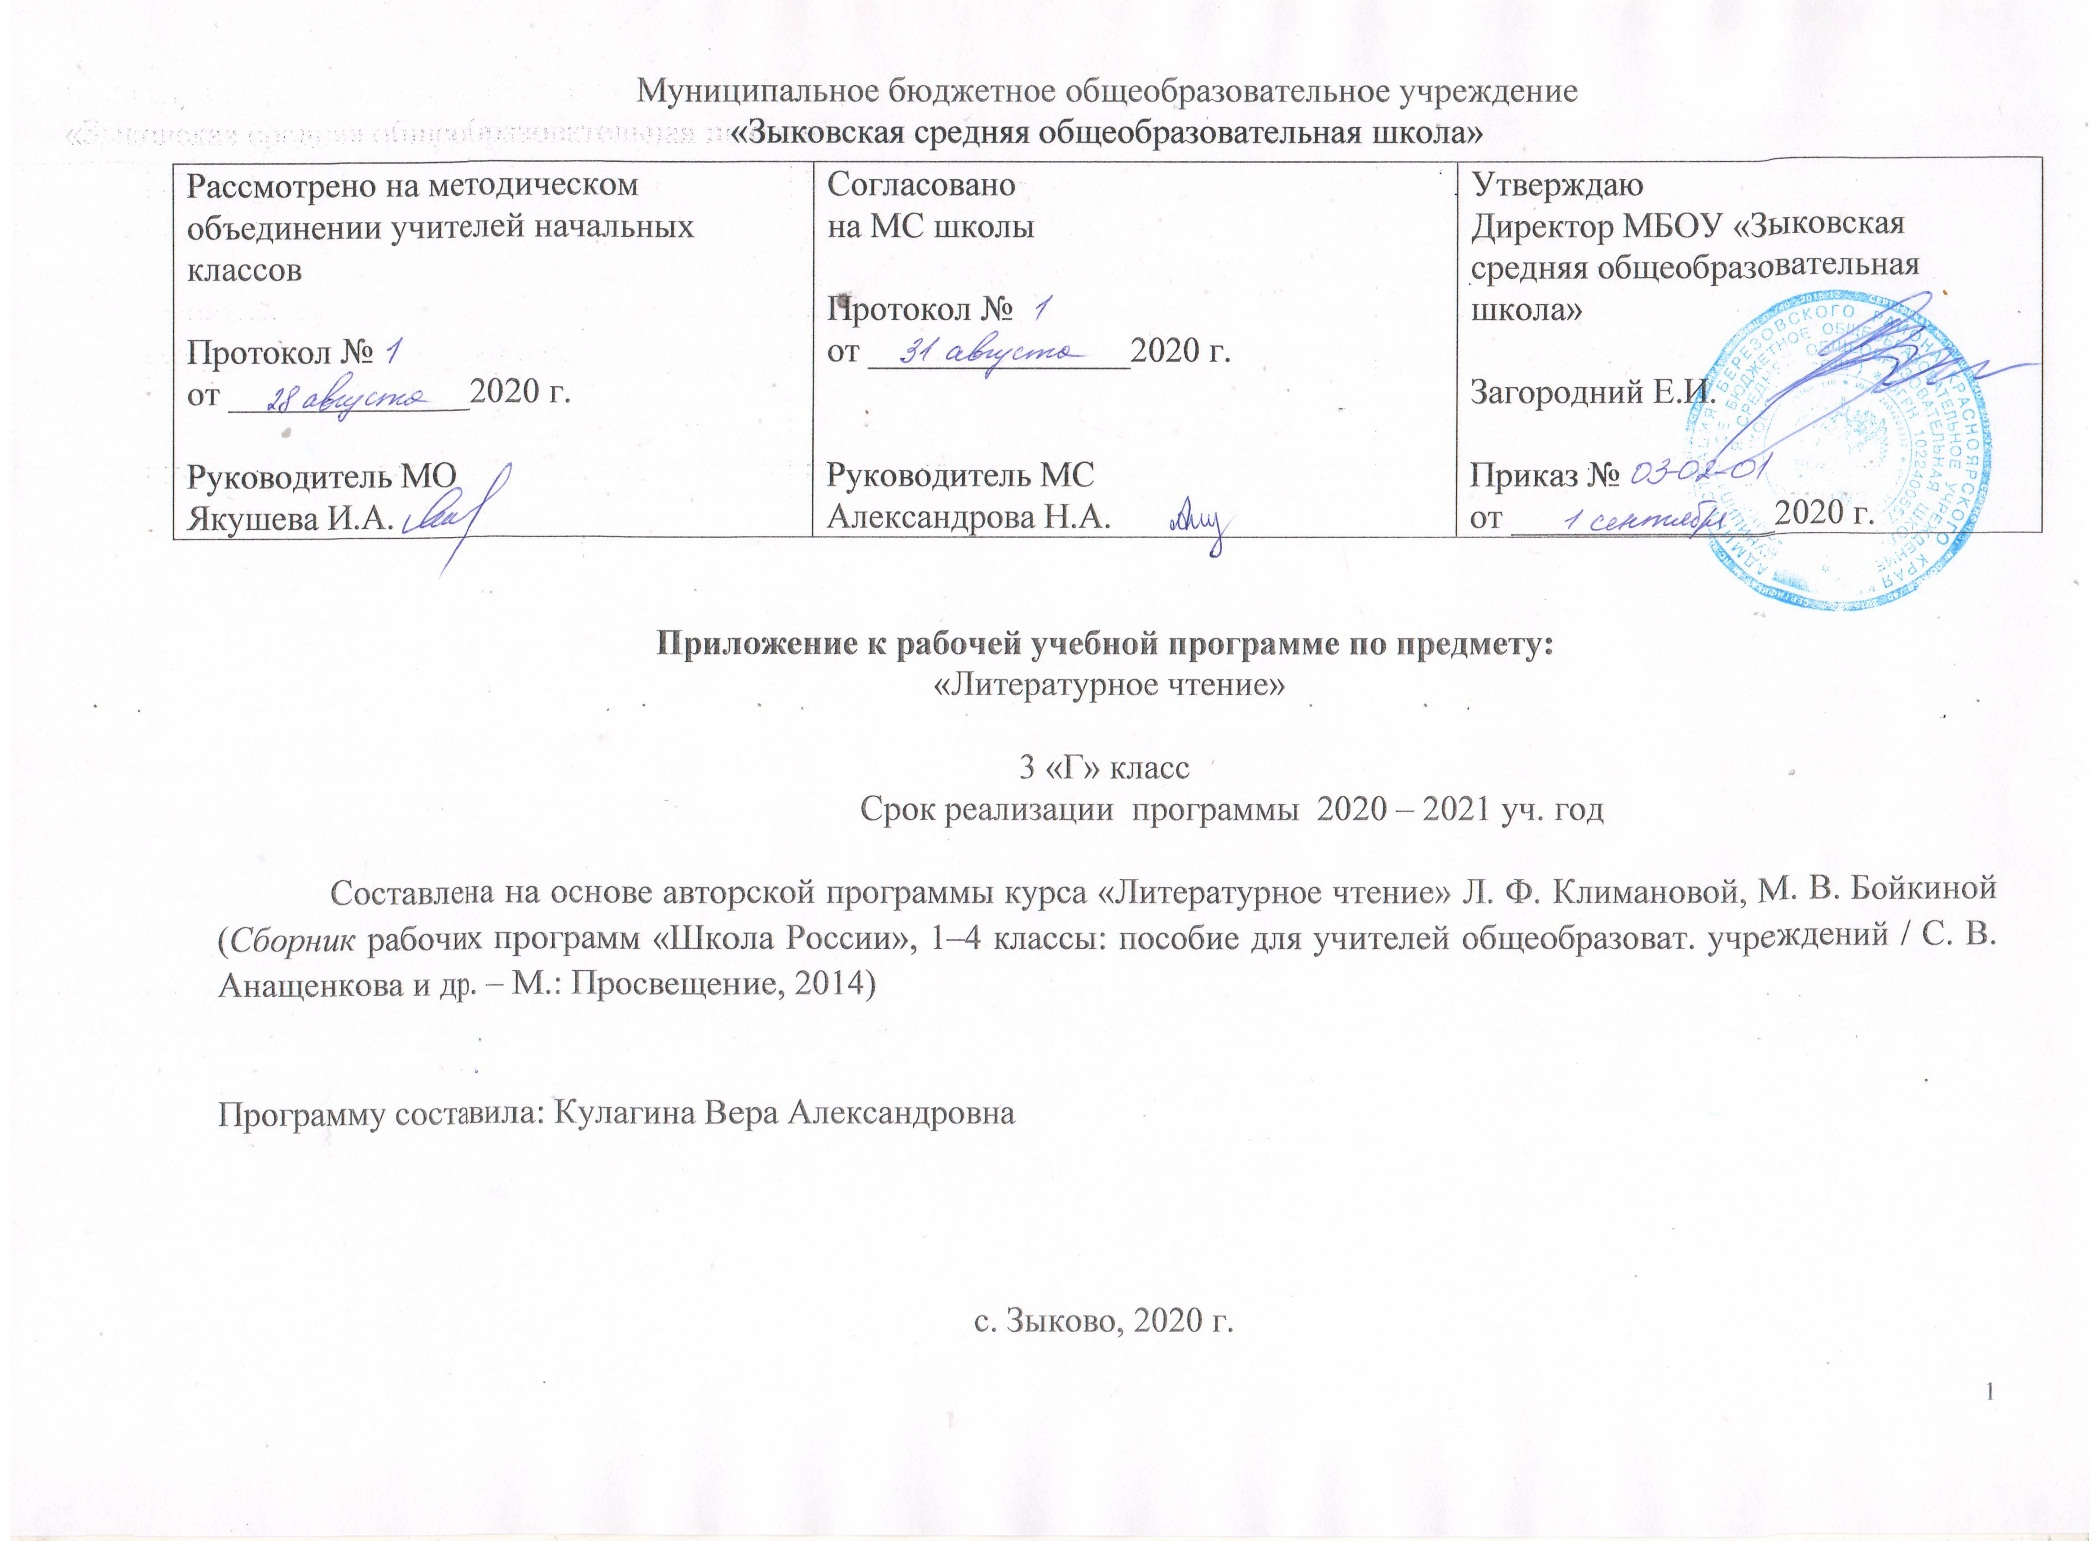 Муниципальное бюджетное общеобразовательное учреждение
«Зыковская средняя общеобразовательная школа»
Рассмотрено на методическом
объединении учителей начальных
классов
Протокол № 1
от 28 августа 2020 г.
Руководитель МО
Якушева И.А.
Согласовано
на МС школы
Протокол № 1
от 31 августа 2020 г.
Руководитель МС
Александрова Н.А.
Утверждаю
Директор МБОУ «Зыковская
средняя общеобразовательная
школа»
Загородний Е.И.
Приказ № 03-02-01
от 1 сентября 2020 г.
Приложение к рабочей учебной программе по предмету:
«Литературное чтение»
3 «Г» класс
Срок реализации программы 2020 – 2021 уч. год
Составлена на основе авторской программы курса «Литературное чтение» Л. Ф. Климановой, М. В. Бойкиной
(Сборник рабочих программ «Школа России», 1–4 классы: пособие для учителей общеобразоват. учреждений / С. В.
Анащенкова и др. – М.: Просвещение, 2014)
Программу составила: Кулагина Вера Александровна
с. Зыково, 2020 г.
1